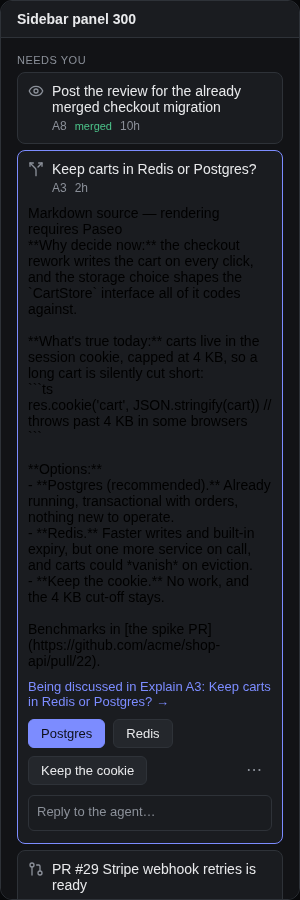 Sidebar panel 300
NEEDS YOU
Post the review for the already
merged checkout migration
A8 merged 10h
Keep carts in Redis or Postgres?
A3 2h
Markdown source — rendering
requires Paseo
**Why decide now:** the checkout
rework writes the cart on every click,
and the storage choice shapes the
`CartStore` interface all of it codes
against.
**What's true today:** carts live in the
session cookie, capped at 4 KB, so a
long cart is silently cut short:
```ts
res.cookie('cart', JSON.stringify(cart)) //
throws past 4 KB in some browsers
```
**Options:**
- **Postgres (recommended).** Already
running, transactional with orders,
nothing new to operate.
- **Redis.** Faster writes and built-in
expiry, but one more service on call,
and carts could *vanish* on eviction.
- **Keep the cookie.** No work, and
the 4 KB cut-off stays.
Benchmarks in [the spike PR]
(https://github.com/acme/shop-
api/pull/22).
Being discussed in Explain A3: Keep carts
in Redis or Postgres? →
Postgres Redis
Keep the cookie ⋯
Reply to the agent…
PR #29 Stripe webhook retries is
ready